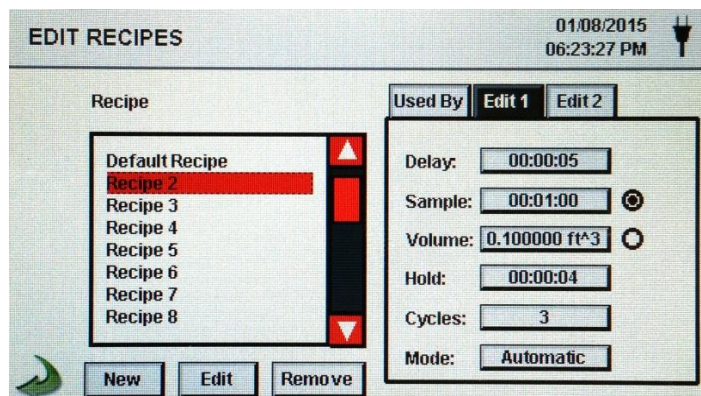 EDIT RECIPES
01/08/2015
06:23:27 PM
Recipe
Default Recipe
Recipe 2
Recipe 3
Recipe 4
Recipe 5
Recipe 6
Recipe 7
Recipe 8
New Edit Remove
Used By Edit 1 Edit 2
Delay: 00:00:05
Sample: 00:01:00
Volume: 0.100000 ft^3
Hold: 00:00:04
Cycles: 3
Mode: Automatic